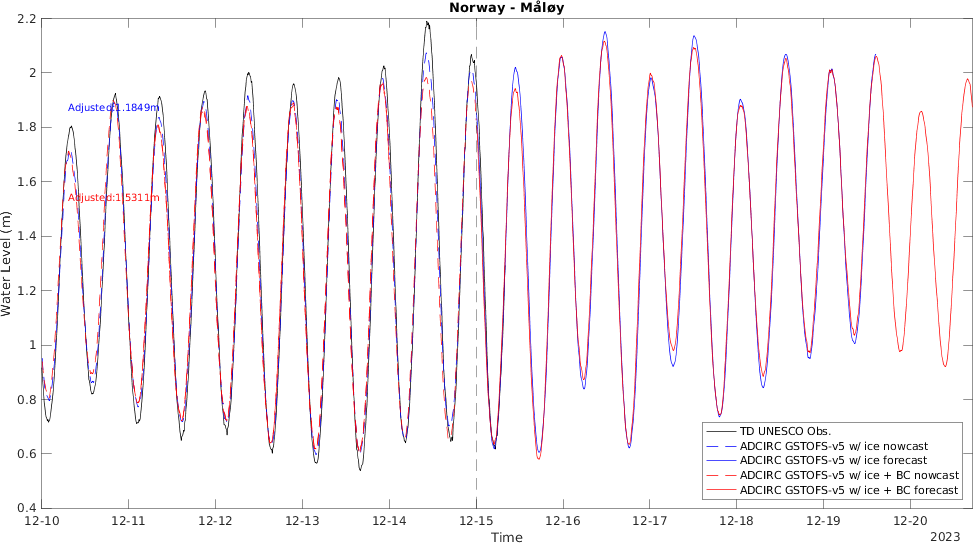 Norway - Måløy
2.2
2
1.8
1.6
1.4
1.2
1
0.8
0.6
0.4
Water Level (m)
Adjusted:1.1849m
Adjusted:1.5311m
TD UNESCO Obs.
ADCIRC GSTOFS-v5 w/ ice nowcast
ADCIRC GSTOFS-v5 w/ ice forecast
ADCIRC GSTOFS-v5 w/ ice + BC nowcast
ADCIRC GSTOFS-v5 w/ ice + BC forecast
12-10 12-11 12-12 12-13 12-14 12-15 12-16 12-17 12-18 12-19 12-20
Time
2023